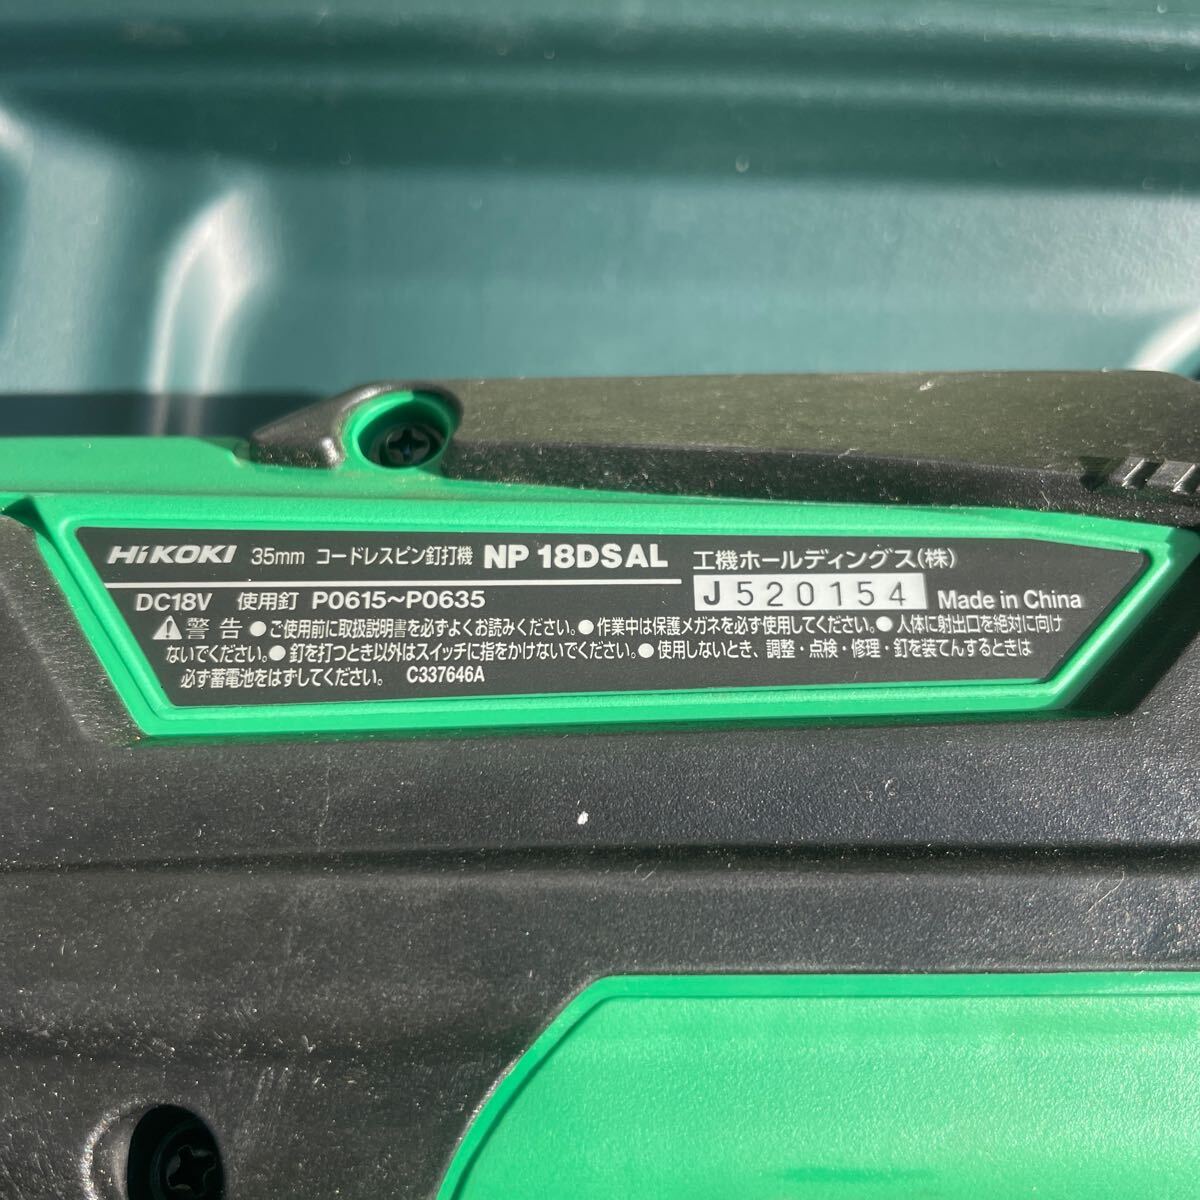 HiKOKI 35mm コードレスピン釘打機 NP 18DSAL 工機ホールディングス(株)
DC18V 使用釘 P0615~P0635 J520154 Made in China
警告 ●ご使用前に取扱説明書を必ずよくお読みください。●作業中は保護メガネを必ず使用してください。●人体に射出口を絶対に向け
ないでください。●釘を打つとき以外はスイッチに指をかけないでください。●使用しないとき、調整・点検・修理・釘を装てんするときは
必ず蓄電池をはずしてください。 C337646A